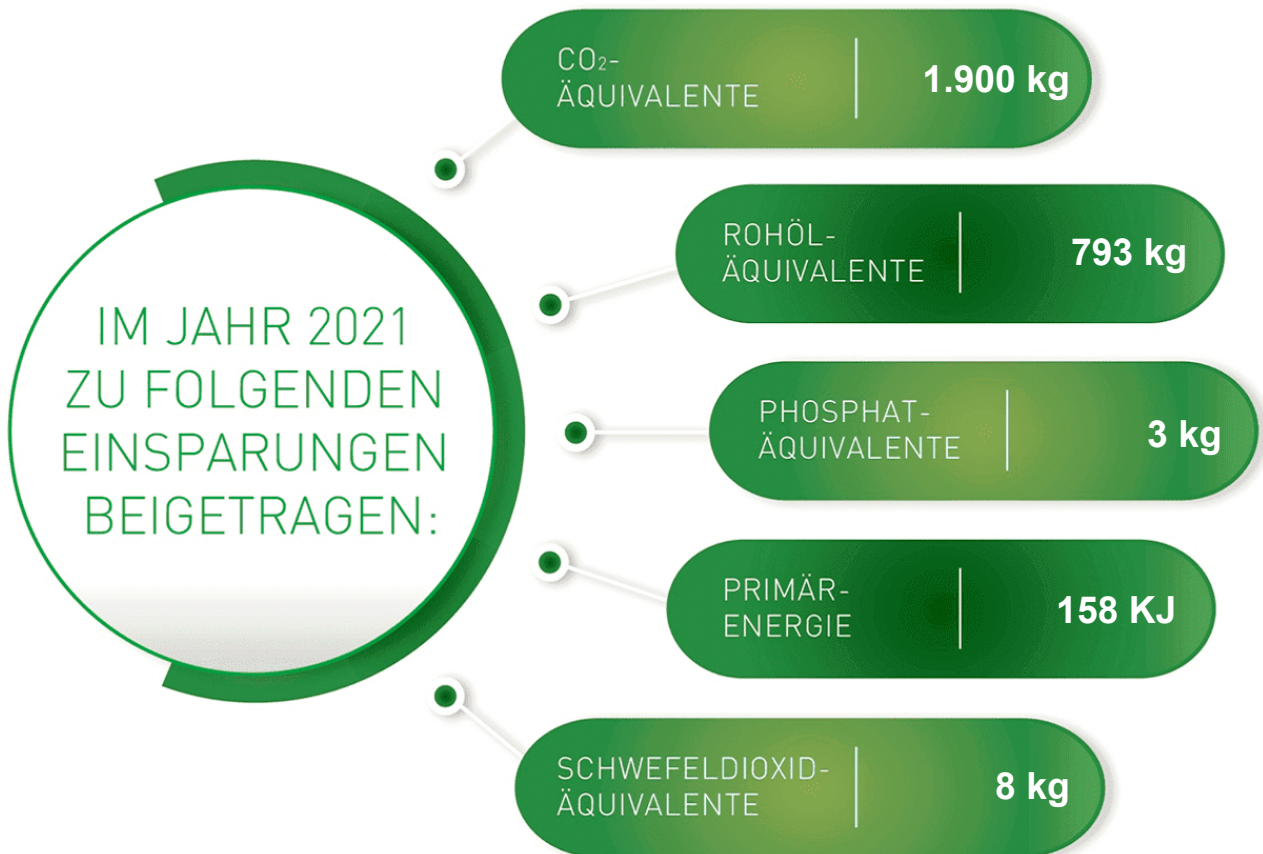 IM JAHR 2021
ZU FOLGENDEN
EINSPARUNGEN
BEIGETRAGEN:
CO₂-
ÄQUIVALENTE
1.900 kg
ROHÖL-
ÄQUIVALENTE
793 kg
PHOSPHAT-
ÄQUIVALENTE
3 kg
PRIMÄR-
ENERGIE
158 KJ
SCHWEFELDIOXID-
ÄQUIVALENTE
8 kg